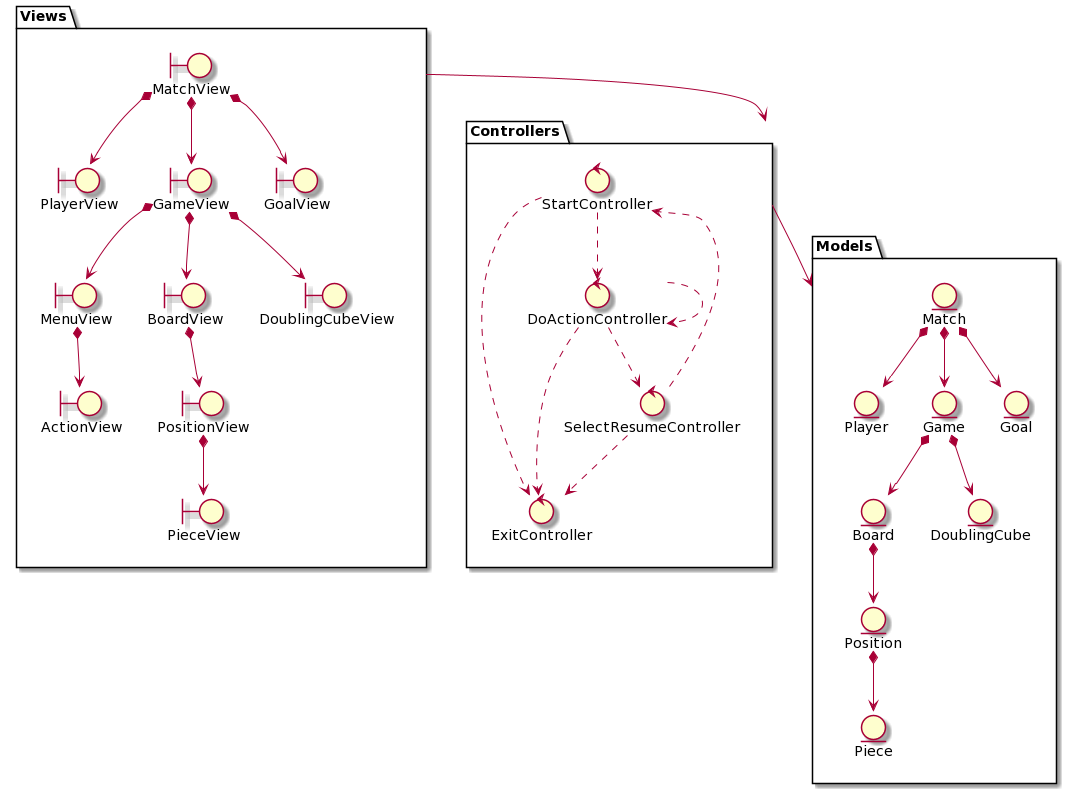 Views
MatchView
PlayerView
GameView
GoalView
MenuView
BoardView
DoublingCubeView
ActionView
PositionView
PieceView
Controllers
StartController
DoActionController
SelectResumeController
ExitController
Models
Match
Player
Game
Goal
Board
DoublingCube
Position
Piece